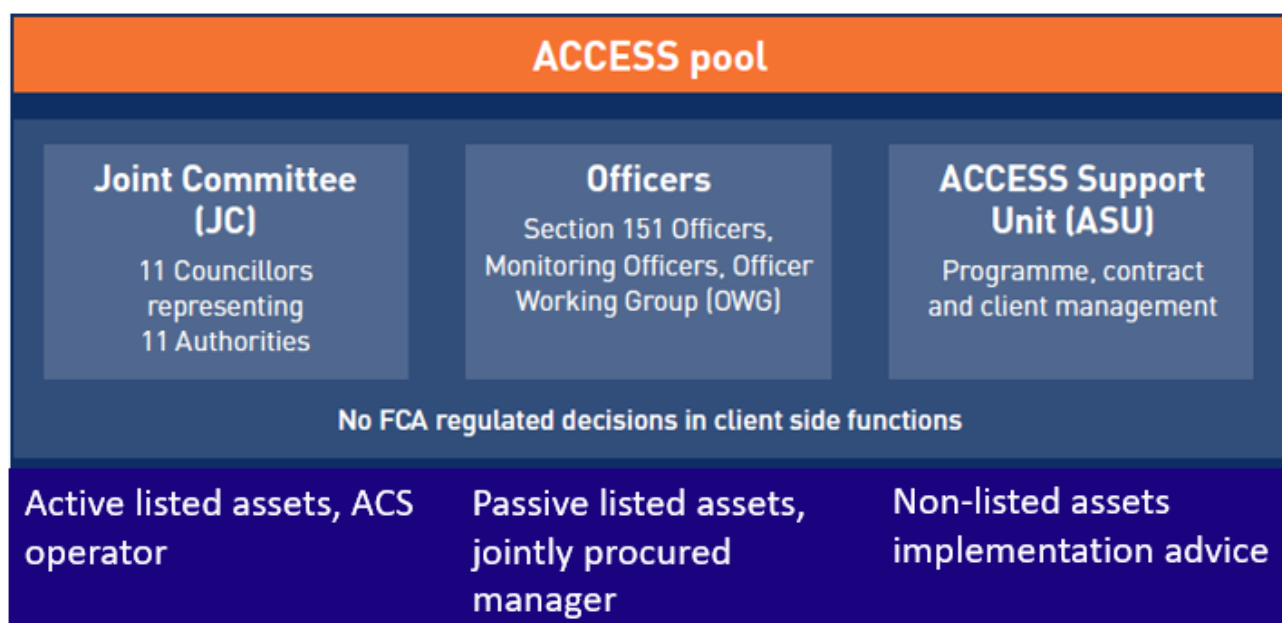 ACCESS pool
Joint Committee
(JC)
11 Councillors
representing
11 Authorities
Officers
Section 151 Officers,
Monitoring Officers, Officer
Working Group (OWG)
ACCESS Support
Unit (ASU)
Programme, contract
and client management
No FCA regulated decisions in client side functions
Active listed assets, ACS
operator
Passive listed assets,
jointly procured
manager
Non-listed assets
implementation advice